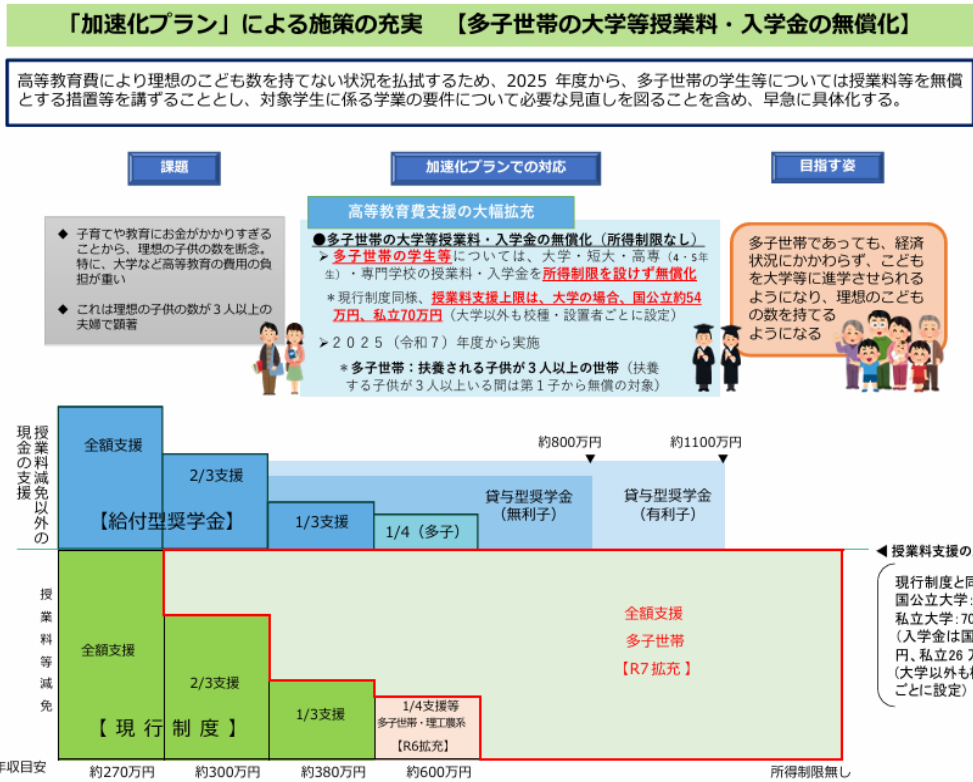 「加速化プラン」による施策の充実 【多子世帯の大学等授業料・入学金の無償化】
高等教育費により理想のこども数を持てない状況を払拭するため、2025 年度から、多子世帯の学生等については授業料等を無償
とする措置等を講ずることとし、対象学生に係る学業の要件について必要な見直しを図ることを含め、早急に具体化する。
課題
◆ 子育てや教育にお金がかかりすぎる
ことから、理想の子供の数を断念。
特に、大学など高等教育の費用の負
担が重い
◆ これは理想の子供の数が3人以上の
夫婦で顕著
加速化プランでの対応
高等教育費支援の大幅拡充
●多子世帯の大学等授業料・入学金の無償化（所得制限なし）
➢ 多子世帯の学生等については、大学・短大・高専（4・5年
生）・専門学校の授業料・入学金を所得制限を設けず無償化
＊現行制度同様、授業料支援上限は、大学の場合、国公立約54
万円、私立70万円（大学以外も校種・設置者ごとに設定）
➢２０２５（令和７）年度から実施
＊多子世帯：扶養される子供が３人以上の世帯（扶養
する子供が３人以上いる間は第１子から無償の対象）
目指す姿
多子世帯であっても、経済
状況にかかわらず、こども
を大学等に進学させられる
ようになり、理想のこども
の数を持てる
ようになる
授業料減免以外の
現金の支援
全額支援
2/3支援
【給付型奨学金】
1/3支援
1/4（多子）
約800万円
貸与型奨学金
（無利子）
約1100万円
貸与型奨学金
（有利子）
授業料等減免
全額支援
2/3支援
【現行制度】
1/3支援
1/4支援等
多子世帯・理工農系
【R6拡充】
全額支援
多子世帯
【R7拡充】
◀ 授業料支援の
現行制度と同
国公立大学：
私立大学：70
（入学金は国
円、私立26
（大学以外も
ごとに設定）
年収目安
約270万円
約300万円
約380万円
約600万円
所得制限無し